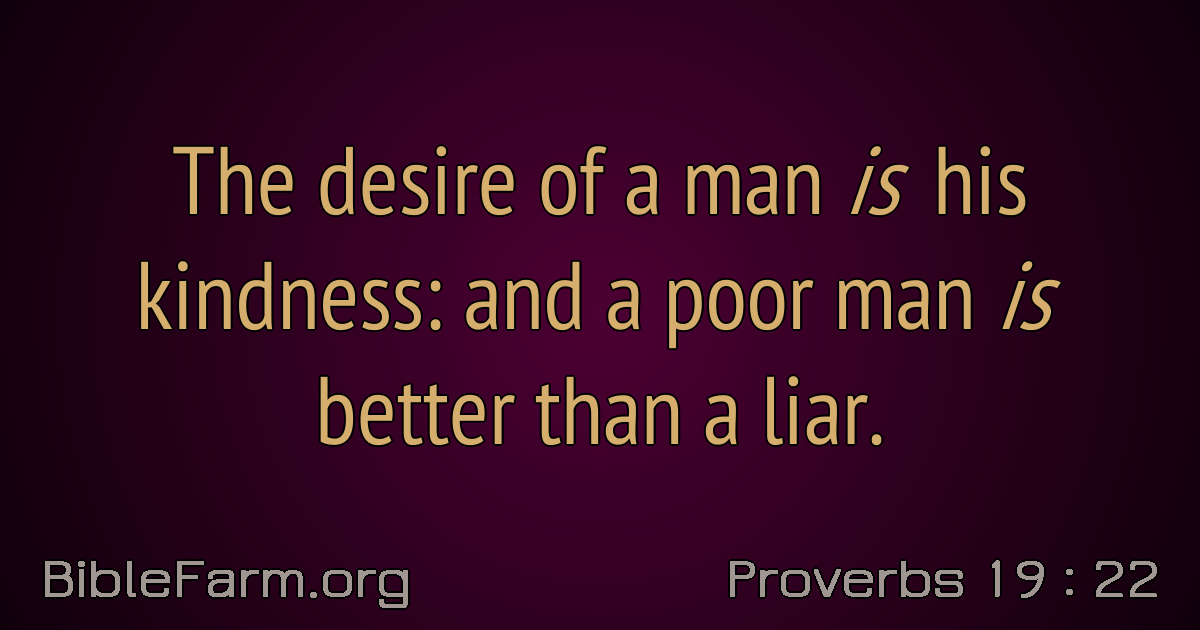 The desire of a man is his
kindness: and a poor man is
better than a liar.
BibleFarm.org
Proverbs 19 : 22